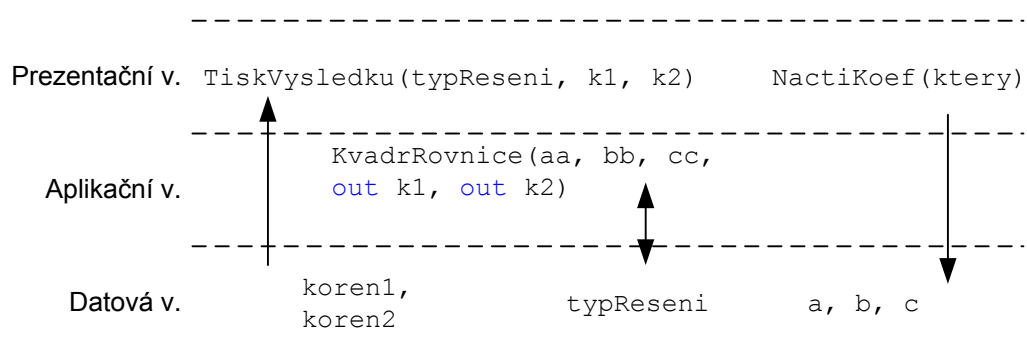 Prezentační v. TiskVysledku(typReseni, k1, k2) NactiKoef(ktery)
KvadrRovnice(aa, bb, cc,
Aplikační v. out k1, out k2)
koren1,
Datová v. typReseni a, b, c
koren2